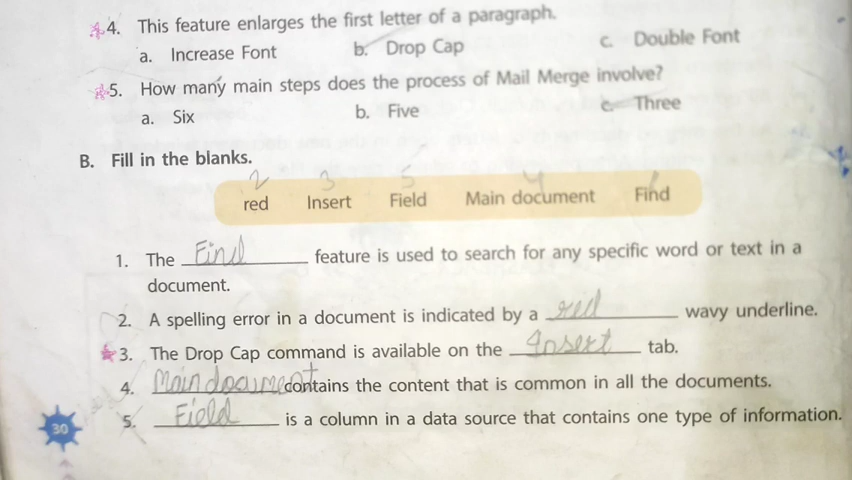 4. This feature enlarges the first letter of a paragraph.
a. Increase Font b. Drop Cap c. Double Font
5. How many main steps does the process of Mail Merge involve?
a. Six b. Five c. Three
B. Fill in the blanks.
2 3 5 4 1
red Insert Field Main document Find
1. The Find feature is used to search for any specific word or text in a
document.
2. A spelling error in a document is indicated by a red wavy underline.
3. The Drop Cap command is available on the Insert tab.
4. Main document contains the content that is common in all the documents.
5. Field is a column in a data source that contains one type of information.
30